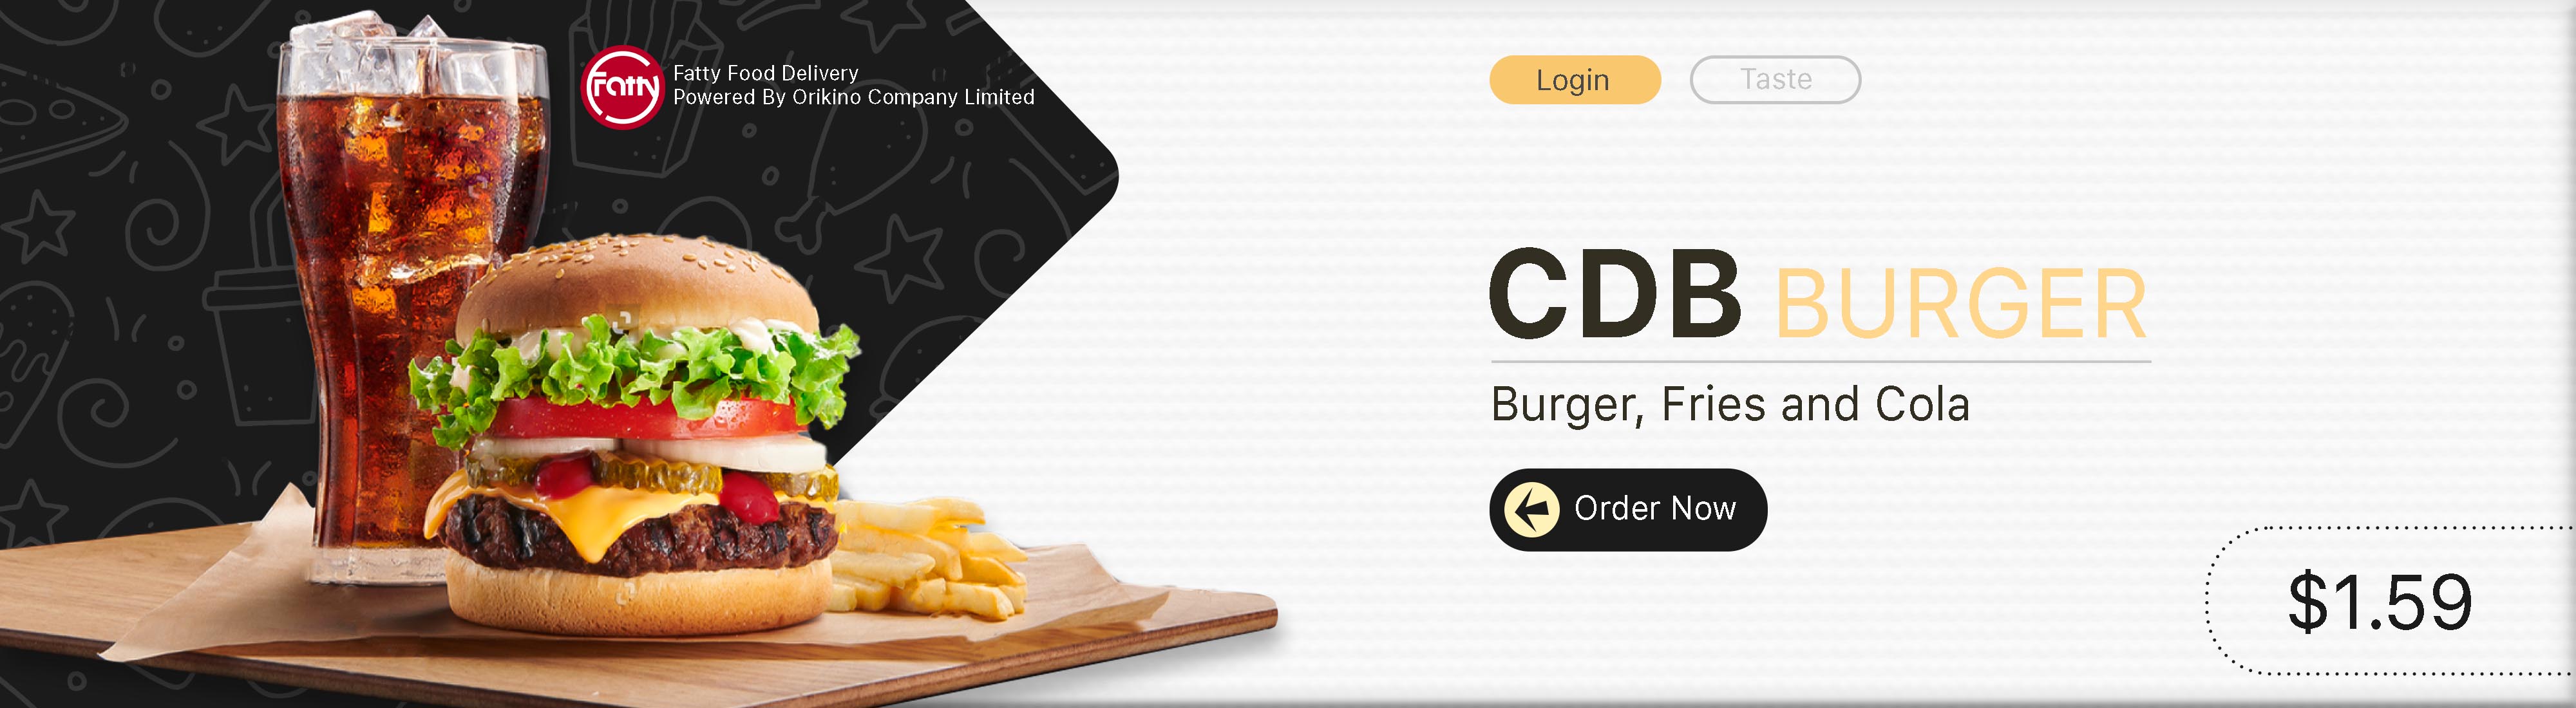 Fatty
Fatty Food Delivery
Powered By Orikino Company Limited
Login
Taste
CDB BURGER
Burger, Fries and Cola
Order Now
$1.59